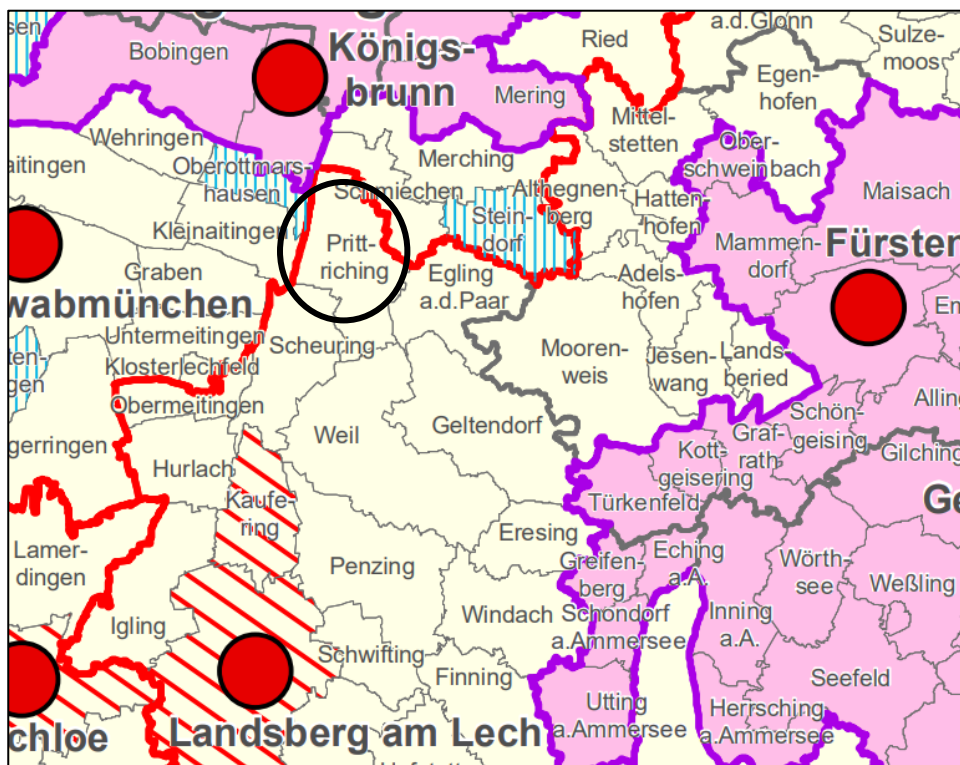 sen
Bobingen
Königs-
brunn
Ried
a.d.Glonn
Sulze-
moos
Egen-
hofen
Mering
Mittel-
stetten
Wehringen
aitingen
Oberottmars-
hausen
Merching
Schmiechen
Althegnen-
berg
Ober-
schweinbach
Maisach
Hatten-
hofen
Stein-
dorf
Kleinaitingen
Pritt-
riching
Mammen-
dorf
Fürsten
Graben
Egling
a.d.Paar
Adels-
hofen
wabmünchen
Em
Untermeitingen
Scheuring
Klosterlechfeld
ten-
gen
Mooren-
weis
Jesen-
wang
Lands-
beried
Obermeitingen
Alling
Schön-
geising
Geltendorf
Weil
Graf-
rath
gerringen
Kott-
geisering
Gilching
Hurlach
Kaufe-
ring
Türkenfeld
Ge
Eresing
Lamer-
dingen
Greifen-
berg
Eching
a.A.
Wörth-
see
Penzing
Weßling
Windach
Schondorf
a.Ammersee
Inning
a.A.
Igling
Schwifting
Finning
Seefeld
Utting
a.Ammersee
Herrsching
a.Ammersee
chloe
Landsberg am Lech